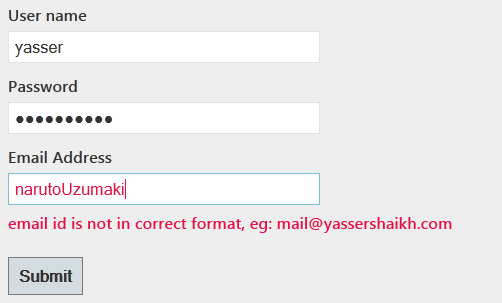 User name
yasser
Password
●●●●●●●●●●
Email Address
narutoUzumaki
email id is not in correct format, eg: mail@yassershaikh.com
Submit